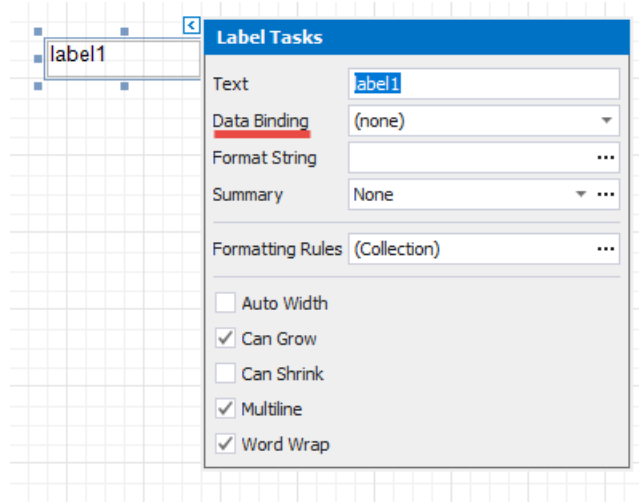 label1
Label Tasks
Text label1
Data Binding (none)
Format String
Summary None
Formatting Rules (Collection)
Auto Width
Can Grow
Can Shrink
Multiline
Word Wrap